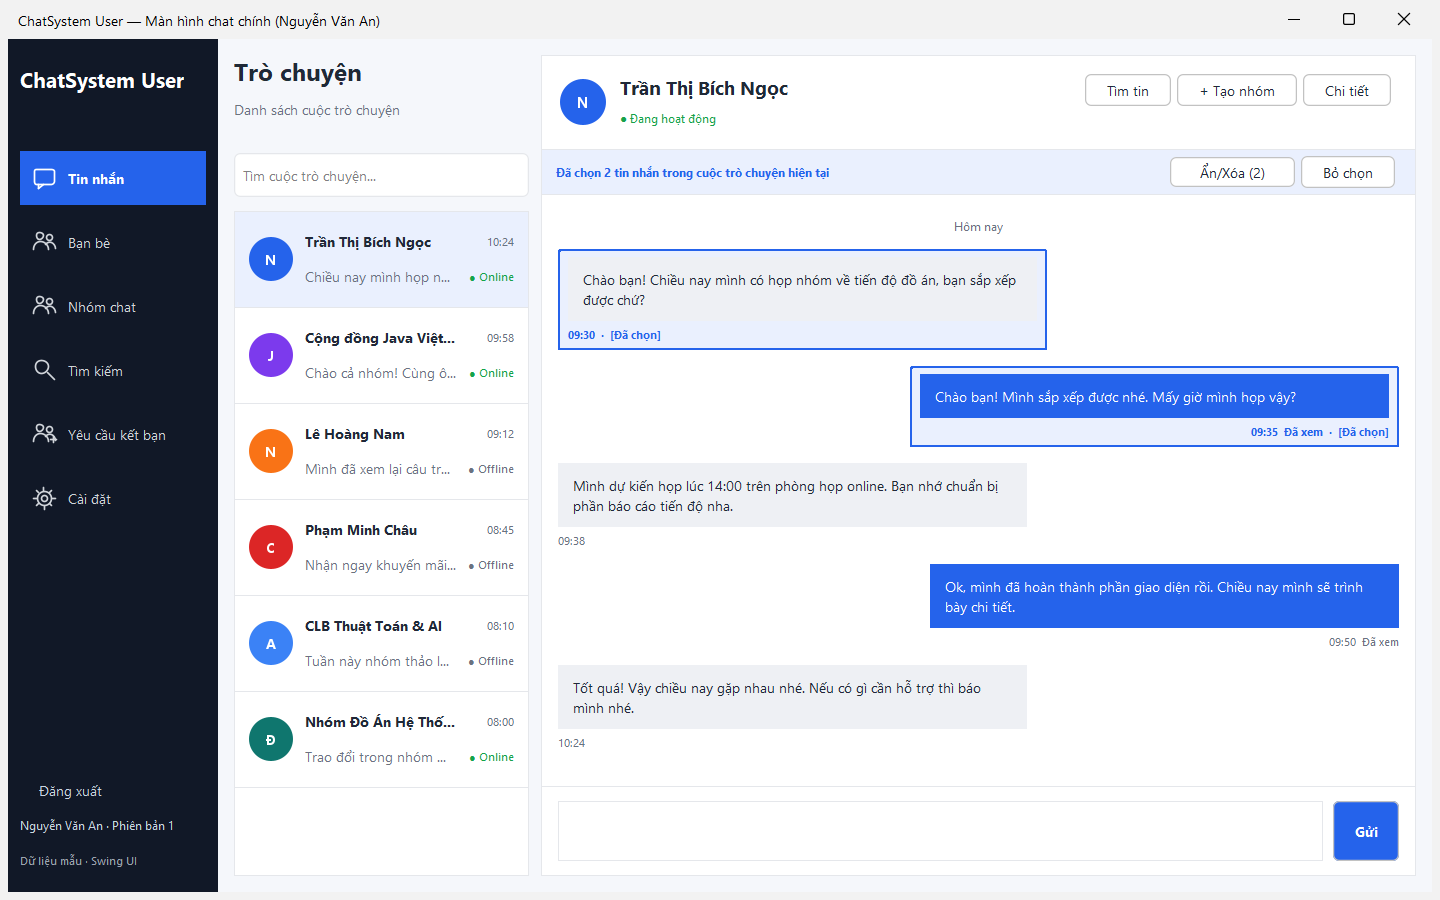 ChatSystem User — Màn hình chat chính (Nguyễn Văn An)
ChatSystem User
Tin nhắn
Bạn bè
Nhóm chat
Tìm kiếm
Yêu cầu kết bạn
Cài đặt
Đăng xuất
Nguyễn Văn An · Phiên bản 1
Dữ liệu mẫu · Swing UI
Trò chuyện
Danh sách cuộc trò chuyện
Tìm cuộc trò chuyện...
N
Trần Thị Bích Ngọc 10:24
Chiều nay mình họp n... ● Online
J
Cộng đồng Java Việt... 09:58
Chào cả nhóm! Cùng ô... ● Online
N
Lê Hoàng Nam 09:12
Mình đã xem lại câu tr... ● Offline
C
Phạm Minh Châu 08:45
Nhận ngay khuyến mãi... ● Offline
A
CLB Thuật Toán & AI 08:10
Tuần này nhóm thảo l... ● Offline
Đ
Nhóm Đồ Án Hệ Thố... 08:00
Trao đổi trong nhóm ... ● Online
N
Trần Thị Bích Ngọc
● Đang hoạt động
Tìm tin
+ Tạo nhóm
Chi tiết
Đã chọn 2 tin nhắn trong cuộc trò chuyện hiện tại
Ẩn/Xóa (2)
Bỏ chọn
Hôm nay
Chào bạn! Chiều nay mình có họp nhóm về tiến độ đồ án, bạn sắp xếp
được chứ?
09:30 · [Đã chọn]
Chào bạn! Mình sắp xếp được nhé. Mấy giờ mình họp vậy?
09:35 Đã xem · [Đã chọn]
Mình dự kiến họp lúc 14:00 trên phòng họp online. Bạn nhớ chuẩn bị
phần báo cáo tiến độ nha.
09:38
Ok, mình đã hoàn thành phần giao diện rồi. Chiều nay mình sẽ trình
bày chi tiết.
09:50 Đã xem
Tốt quá! Vậy chiều nay gặp nhau nhé. Nếu có gì cần hỗ trợ thì báo
mình nhé.
10:24
Gửi